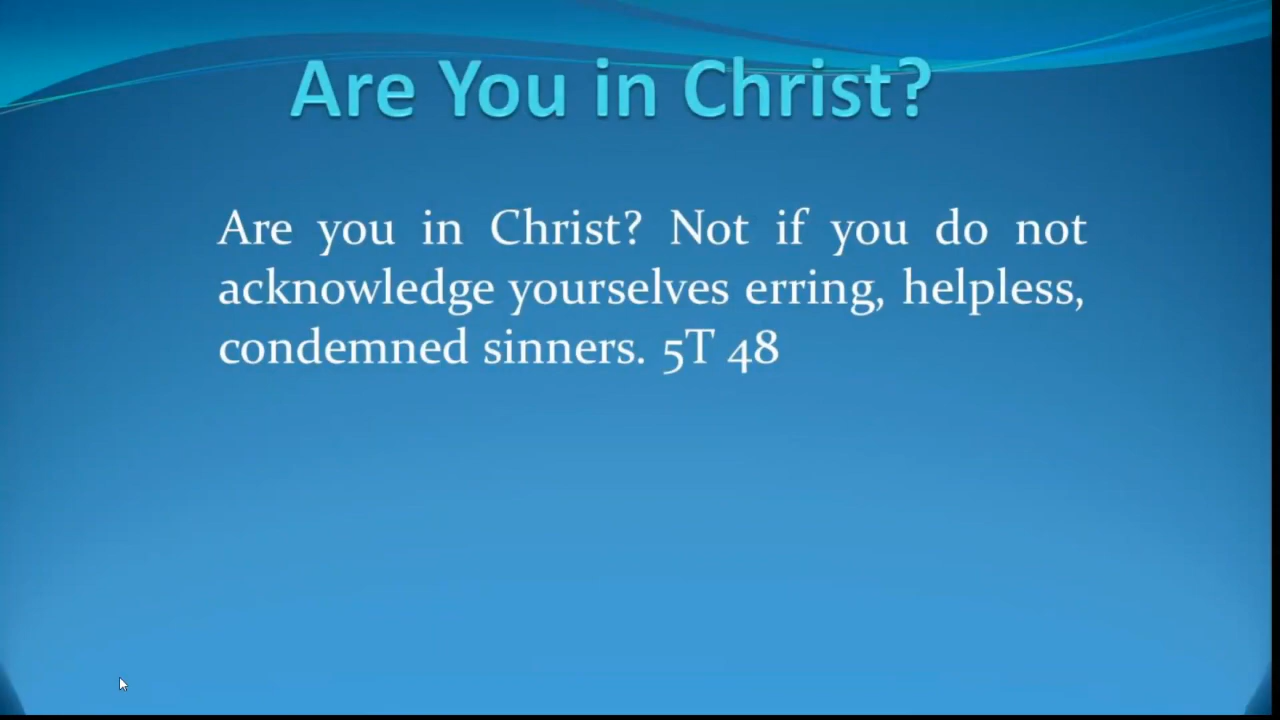 Are You in Christ?
Are you in Christ? Not if you do not
acknowledge yourselves erring, helpless,
condemned sinners. 5T 48